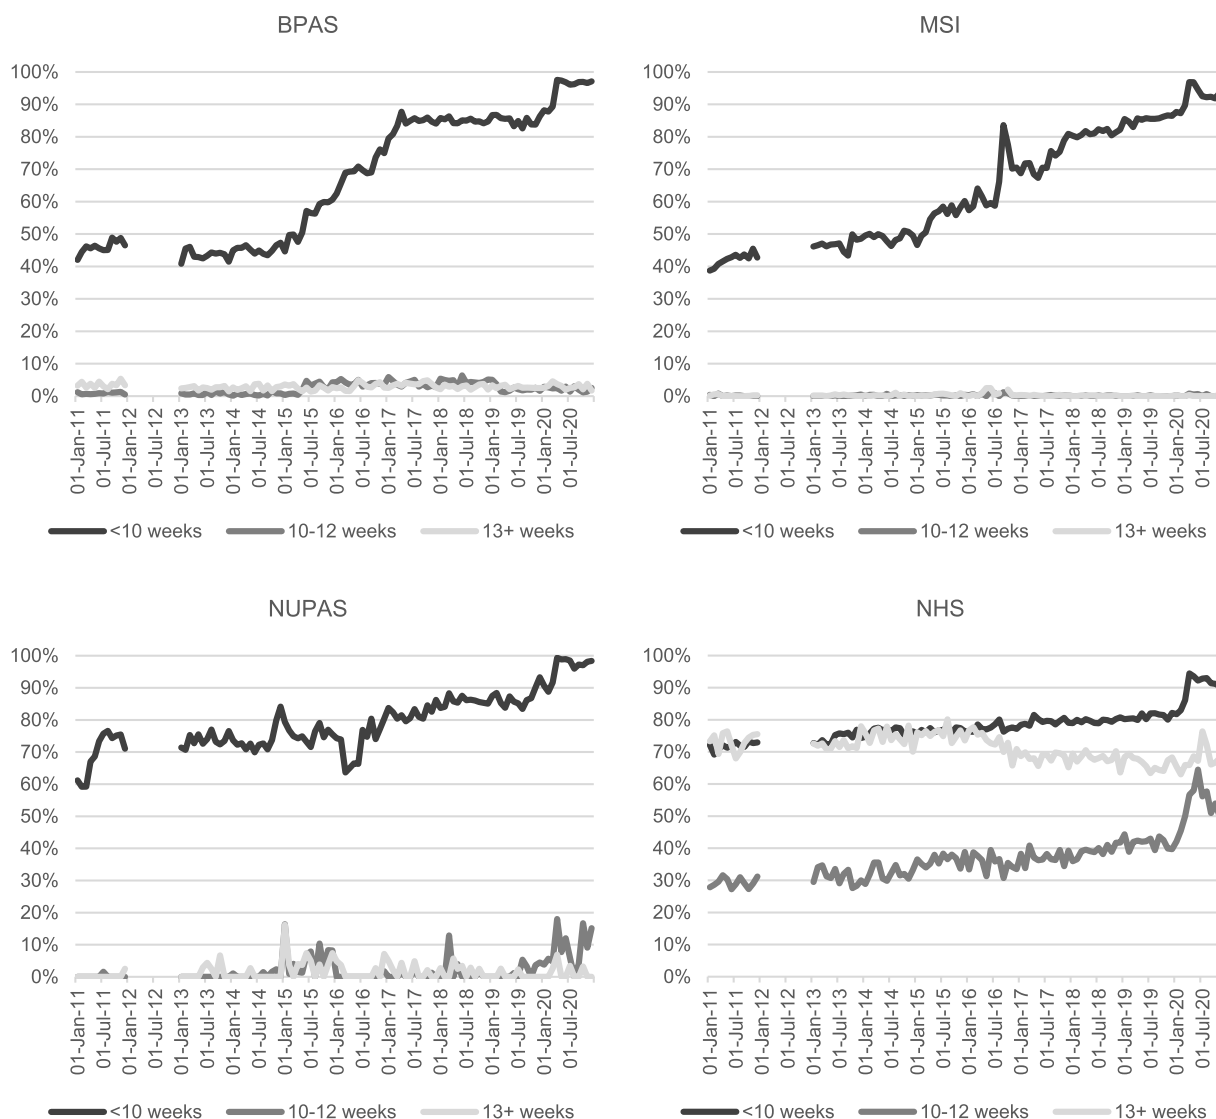 BPAS
100%
90%
80%
70%
60%
50%
40%
30%
20%
10%
0%
01-Jan-11
01-Jul-11
01-Jan-12
01-Jul-12
01-Jan-13
01-Jul-13
01-Jan-14
01-Jul-14
01-Jan-15
01-Jul-15
01-Jan-16
01-Jul-16
01-Jan-17
01-Jul-17
01-Jan-18
01-Jul-18
01-Jan-19
01-Jul-19
01-Jan-20
01-Jul-20
<10 weeks 10-12 weeks 13+ weeks
MSI
100%
90%
80%
70%
60%
50%
40%
30%
20%
10%
0%
01-Jan-11
01-Jul-11
01-Jan-12
01-Jul-12
01-Jan-13
01-Jul-13
01-Jan-14
01-Jul-14
01-Jan-15
01-Jul-15
01-Jan-16
01-Jul-16
01-Jan-17
01-Jul-17
01-Jan-18
01-Jul-18
01-Jan-19
01-Jul-19
01-Jan-20
01-Jul-20
<10 weeks 10-12 weeks 13+ weeks
NUPAS
100%
90%
80%
70%
60%
50%
40%
30%
20%
10%
0%
01-Jan-11
01-Jul-11
01-Jan-12
01-Jul-12
01-Jan-13
01-Jul-13
01-Jan-14
01-Jul-14
01-Jan-15
01-Jul-15
01-Jan-16
01-Jul-16
01-Jan-17
01-Jul-17
01-Jan-18
01-Jul-18
01-Jan-19
01-Jul-19
01-Jan-20
01-Jul-20
<10 weeks 10-12 weeks 13+ weeks
NHS
100%
90%
80%
70%
60%
50%
40%
30%
20%
10%
0%
01-Jan-11
01-Jul-11
01-Jan-12
01-Jul-12
01-Jan-13
01-Jul-13
01-Jan-14
01-Jul-14
01-Jan-15
01-Jul-15
01-Jan-16
01-Jul-16
01-Jan-17
01-Jul-17
01-Jan-18
01-Jul-18
01-Jan-19
01-Jul-19
01-Jan-20
01-Jul-20
<10 weeks 10-12 weeks 13+ weeks